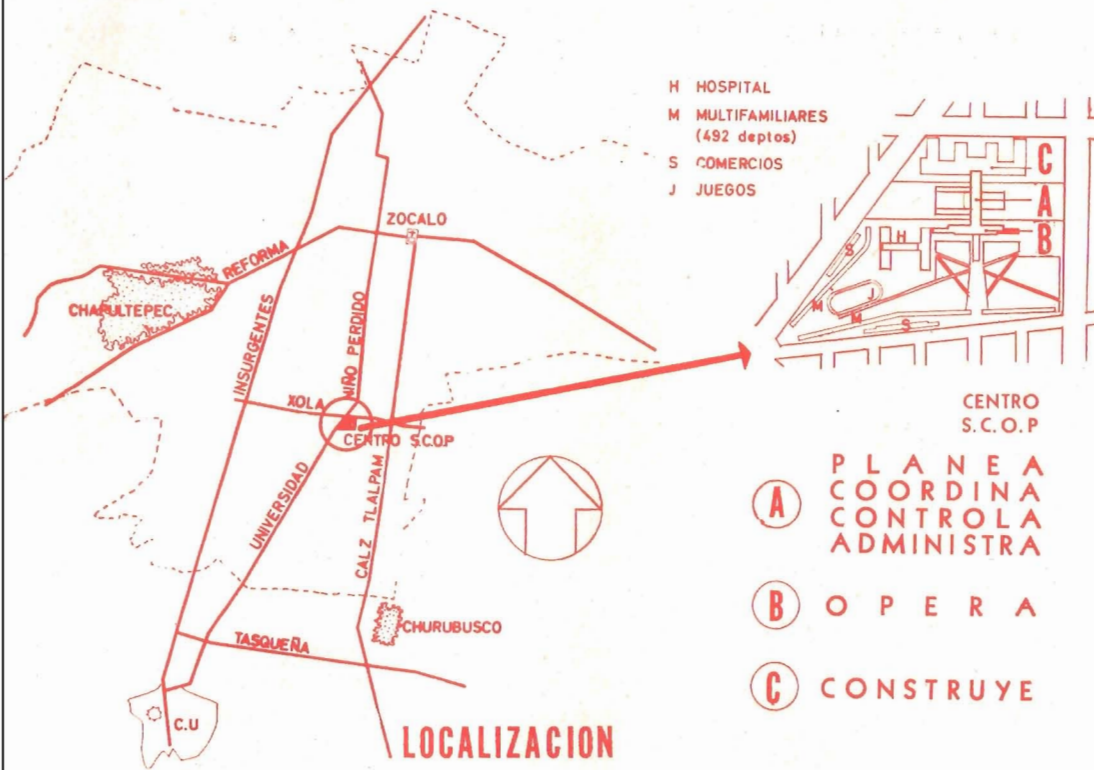 H HOSPITAL
M MULTIFAMILIARES
(492 deptos)
S COMERCIOS
J JUEGOS
C
A
B
H
S
J
M
M
S
ZOCALO
REFORMA
CHAPULTEPEC
INSURGENTES
NIÑO PERDIDO
XOLA
CENTRO S.C.O.P
UNIVERSIDAD
CALZ TLALPAM
CHURUBUSCO
TASQUEÑA
C.U
LOCALIZACION
CENTRO
S.C.O.P
A
PLANEA
COORDINA
CONTROLA
ADMINISTRA
B OPERA
C CONSTRUYE